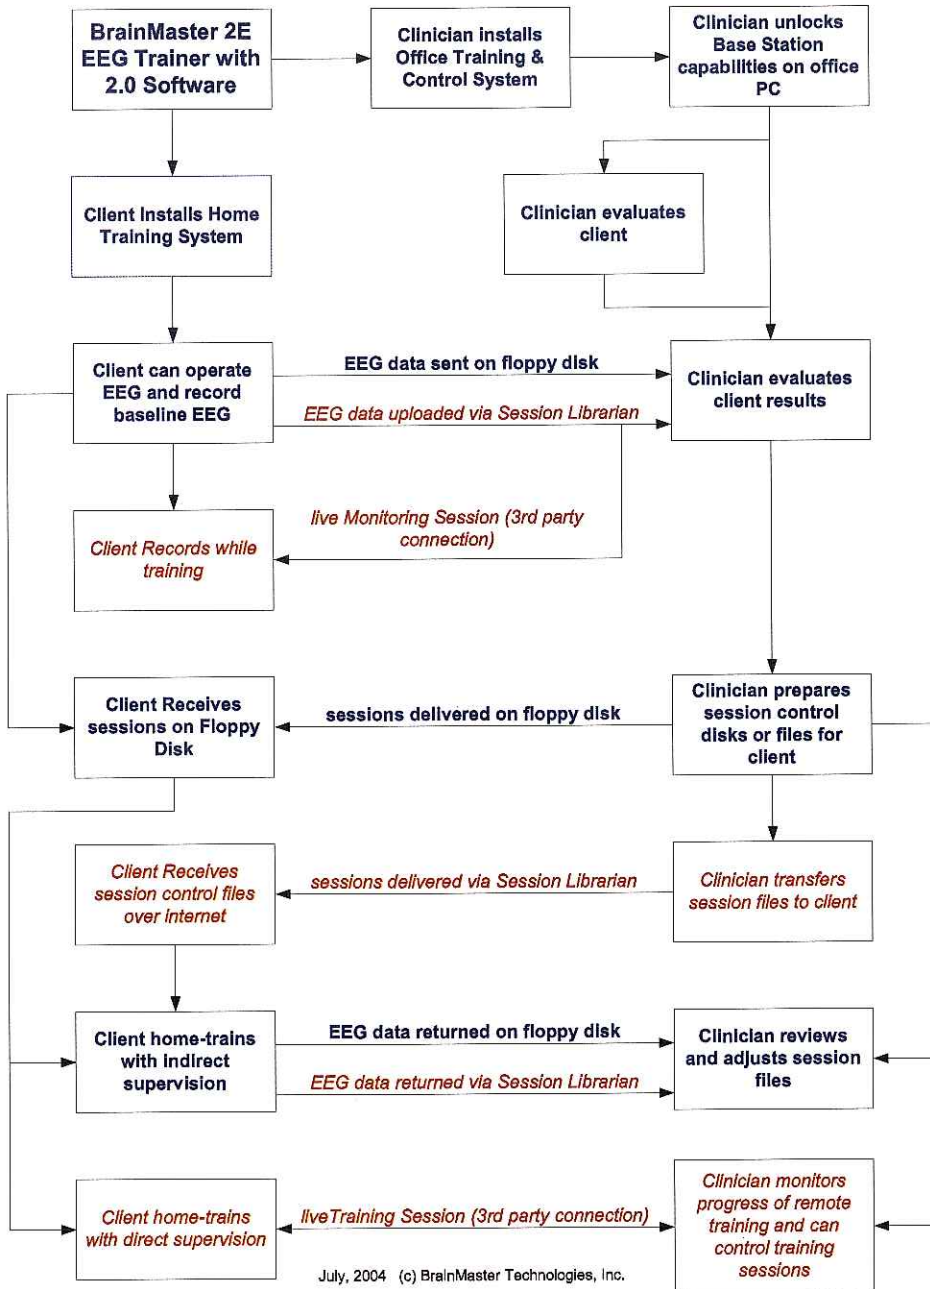 BrainMaster 2E
EEG Trainer with
2.0 Software
Clinician installs
Office Training &
Control System
Clinician unlocks
Base Station
capabilities on office
PC
Client Installs Home
Training System
Clinician evaluates
client
Client can operate
EEG and record
baseline EEG
EEG data sent on floppy disk
EEG data uploaded via Session Librarian
Clinician evaluates
client results
live Monitoring Session (3rd party
connection)
Client Records while
training
Client Receives
sessions on Floppy
Disk
sessions delivered on floppy disk
Clinician prepares
session control
disks or files for
client
Client Receives
session control files
over internet
sessions delivered via Session Librarian
Clinician transfers
session files to client
Client home-trains
with indirect
supervision
EEG data returned on floppy disk
EEG data returned via Session Librarian
Clinician reviews
and adjusts session
files
Client home-trains
with direct supervision
liveTraining Session (3rd party connection)
Clinician monitors
progress of remote
training and can
control training
sessions
July, 2004 (c) BrainMaster Technologies, Inc.